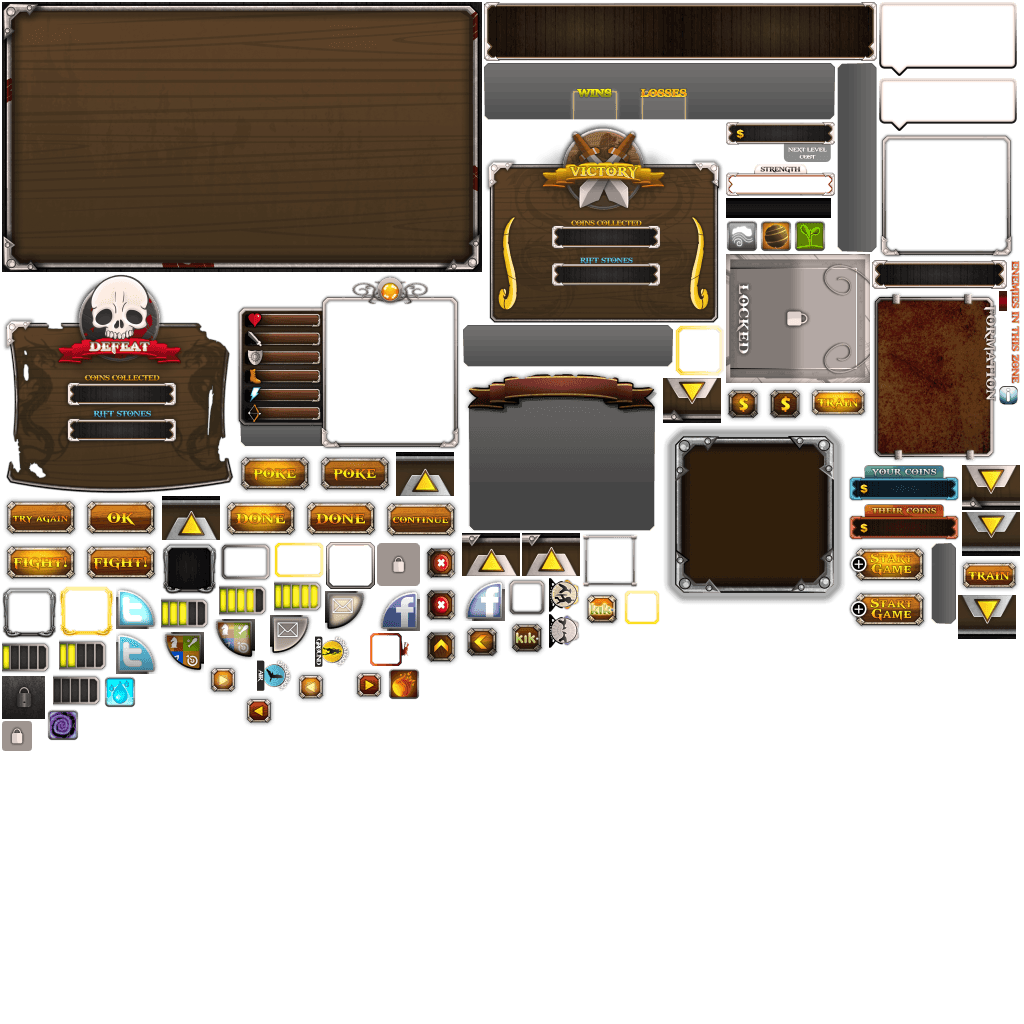 WINS
LOSSES
$
NEXT LEVEL
COST
STRENGTH
VICTORY
COINS COLLECTED
RIFT STONES
LOCKED
ENEMIES IN THIS ZONE
FORMATION
i
DEFEAT
COINS COLLECTED
RIFT STONES
$
$
TRAIN
POKE
POKE
YOUR COINS
$
THEIR COINS
$
TRY AGAIN
OK
DONE
DONE
CONTINUE
FIGHT!
FIGHT!
START
GAME
TRAIN
START
GAME
f
f
kik
kik
GROUND
AIR